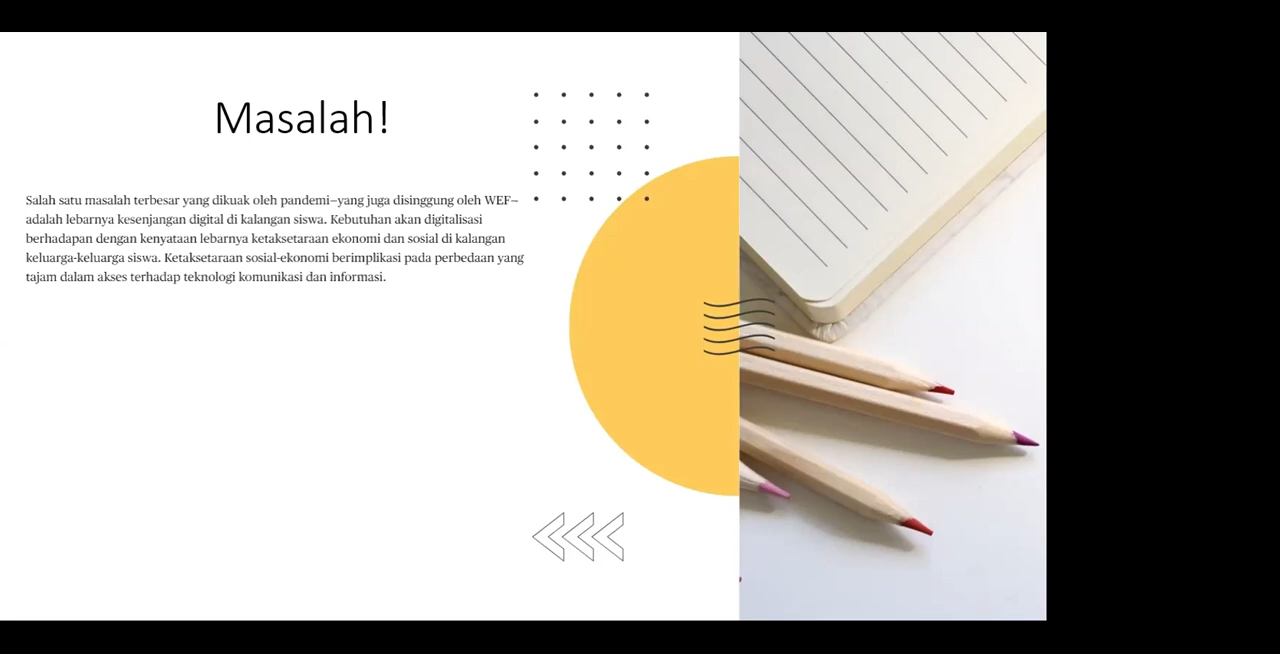 Masalah!
Salah satu masalah terbesar yang dikuak oleh pandemi–yang juga disinggung oleh WEF–
adalah lebarnya kesenjangan digital di kalangan siswa. Kebutuhan akan digitalisasi
berhadapan dengan kenyataan lebarnya ketaksetaraan ekonomi dan sosial di kalangan
keluarga-keluarga siswa. Ketaksetaraan sosial-ekonomi berimplikasi pada perbedaan yang
tajam dalam akses terhadap teknologi komunikasi dan informasi.